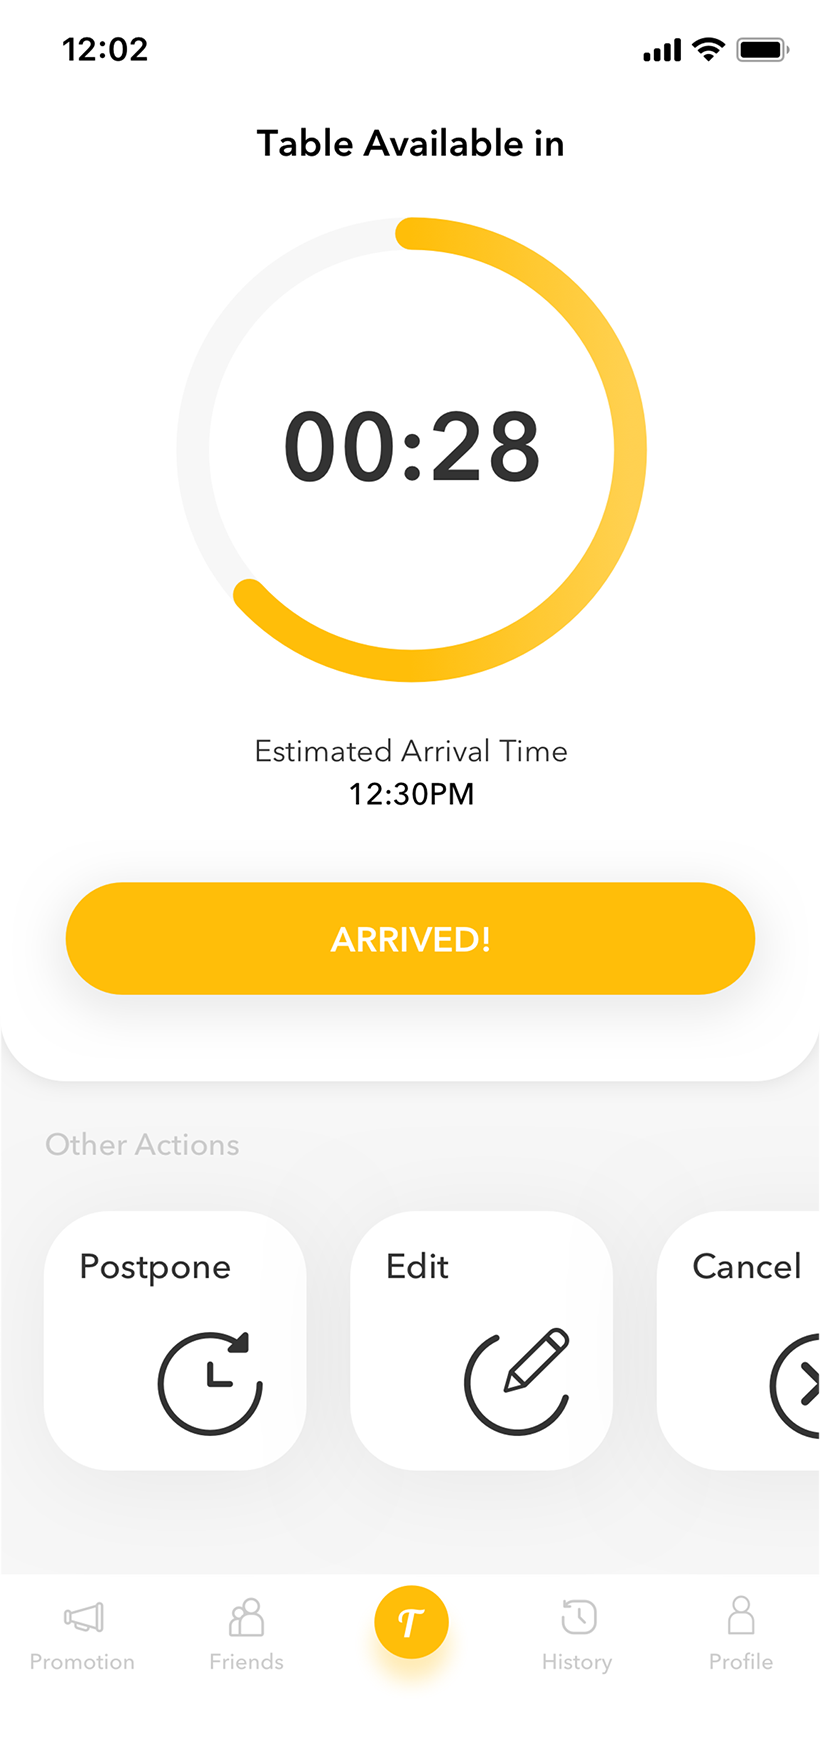 12:02
Table Available in
00:28
Estimated Arrival Time
12:30PM
ARRIVED!
Other Actions
Postpone
Edit
Cancel
T
Promotion
Friends
History
Profile